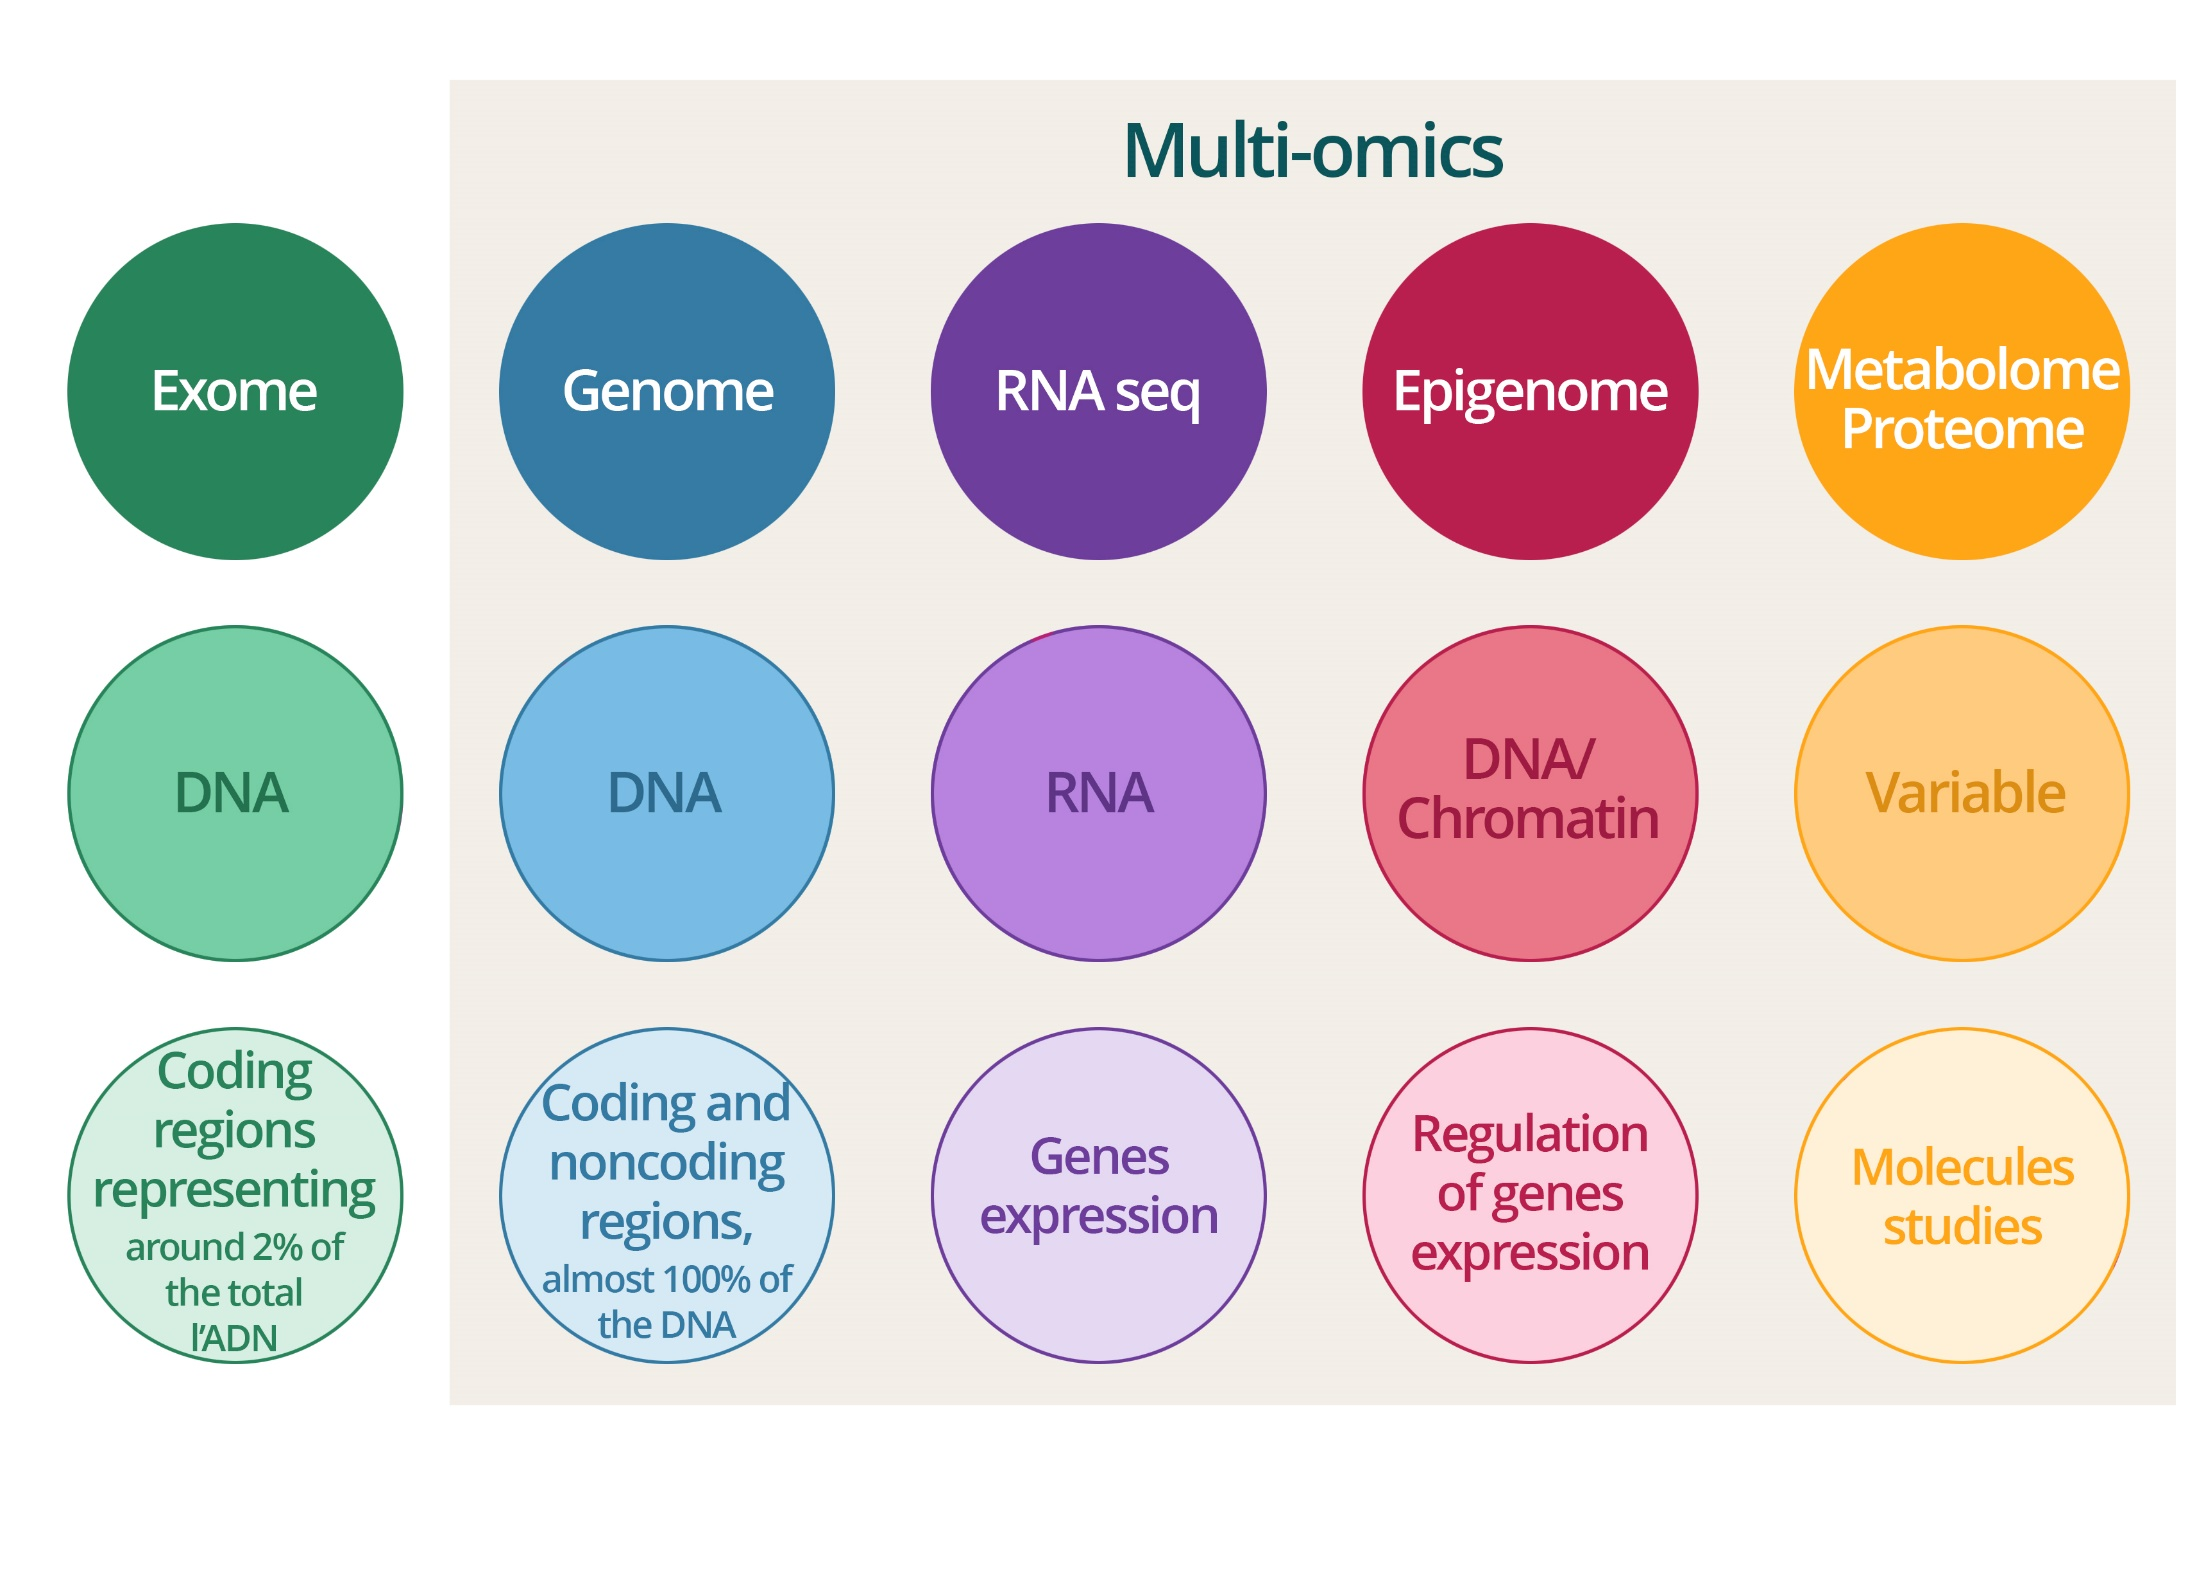 Multi-omics
Exome
Genome
RNA seq
Epigenome
Metabolome
Proteome
DNA
DNA
RNA
DNA/
Chromatin
Variable
Coding
regions
representing
around 2% of
the total
l’ADN
Coding and
noncoding
regions,
almost 100% of
the DNA
Genes
expression
Regulation
of genes
expression
Molecules
studies